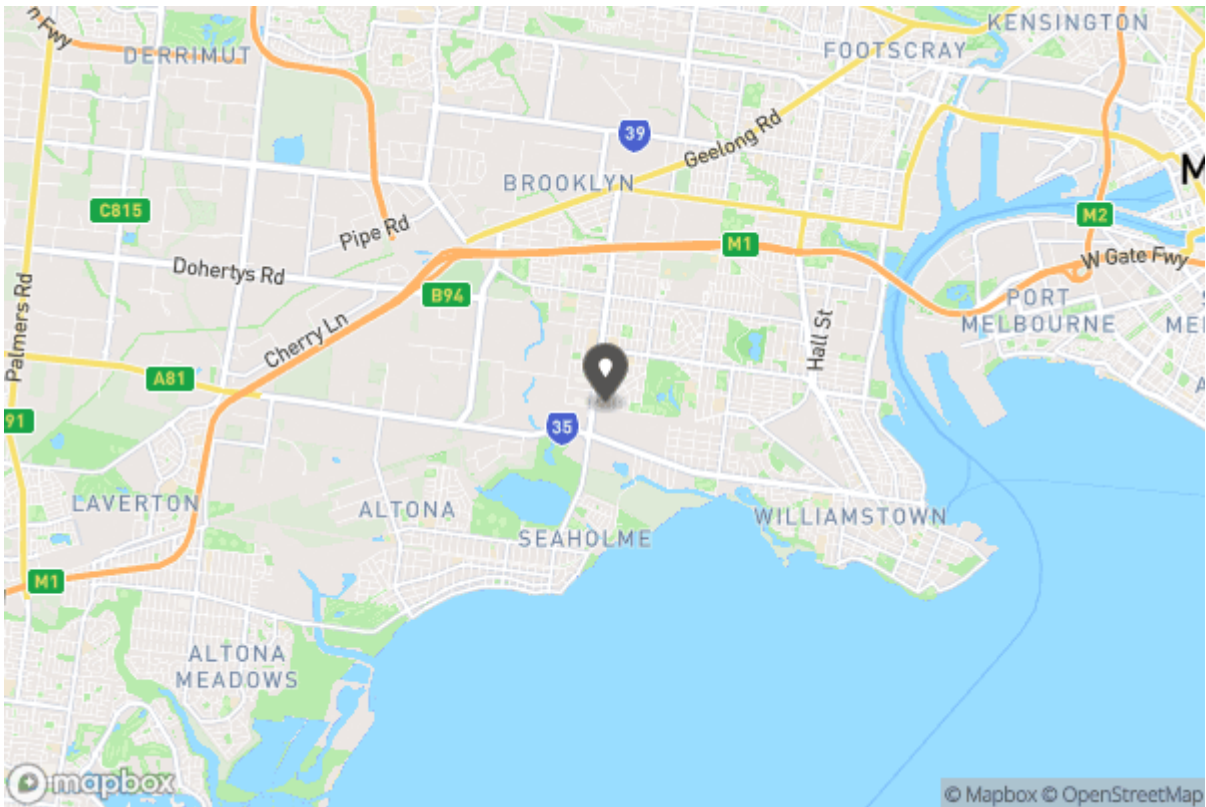 n Fwy
DERRIMUT
KENSINGTON
FOOTSCRAY
39
Geelong Rd
BROOKLYN
M
C815
Pipe Rd
M2
M1
W Gate Fwy
Dohertys Rd
B94
PORT
MELBOURNE
S
ME
Palmers Rd
Cherry Ln
Hall St
A81
A
91
35
LAVERTON
ALTONA
WILLIAMSTOWN
SEAHOLME
M1
ALTONA
MEADOWS
mapbox
© Mapbox © OpenStreetMap